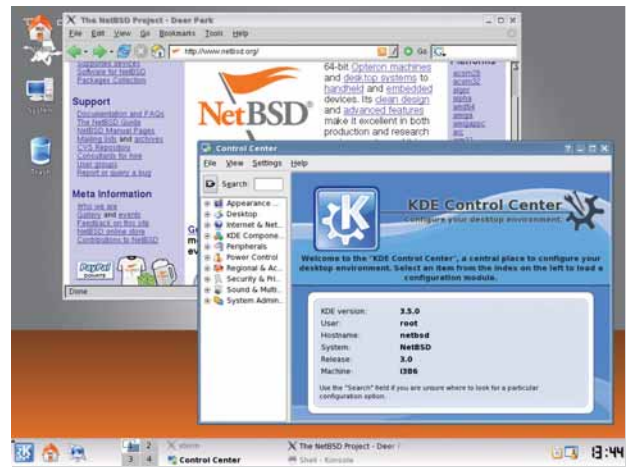 The NetBSD Project - Deer Park
File Edit View Go Bookmarks Tools Help
http://www.netbsd.org/
Go
Supported devices
Software for NetBSD
Packages Collection
Support
Documentation and FAQs
The NetBSD Guide
NetBSD Manual Pages
Mailing lists and archives
CVS Repository
Consultants for hire
User groups
Report or query a bug
Meta Information
Who we are
Gallery and events
Feedback on this site
NetBSD online store
Contributions to NetBSD
PayPal
DONATE
Done
NetBSD
64-bit Opteron machines
and desktop systems to
handheld and embedded
devices. Its clean design
and advanced features
make it excellent in both
production and research
Platforms
acorn26
acorn32
algor
alpha
amd64
amiga
amigappc
arc
System
Trash
Control Center
File View Settings Help
Search:
Appearance ...
Desktop
Internet & Net...
KDE Compone...
Peripherals
Power Control
Regional & Ac...
Security & Pri...
Sound & Multi...
System Admin...
KDE Control Center
Configure your desktop environment.
Welcome to the "KDE Control Center", a central place to configure your
desktop environment. Select an item from the index on the left to load a
configuration module.
KDE version: 3.5.0
User: root
Hostname: netbsd
System: NetBSD
Release: 3.0
Machine: i386
Use the "Search" field if you are unsure where to look for a particular
configuration option.
2
3 4
Control Center
The NetBSD Project - Deer
Shell - Konsole
13:44